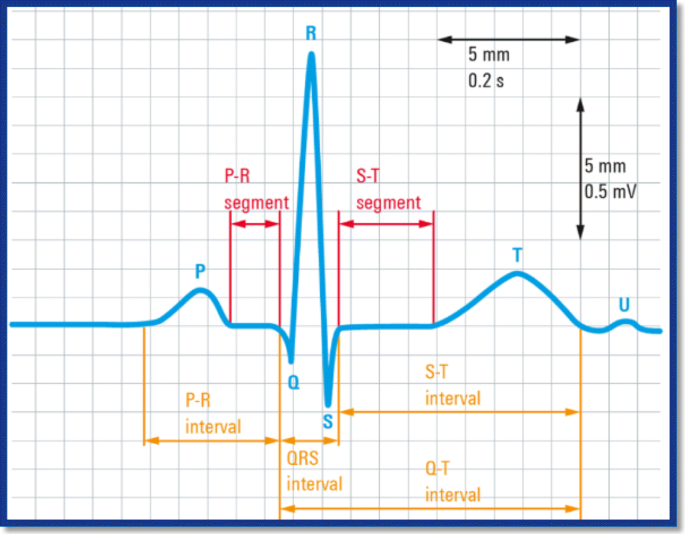 R
5 mm
0.2 s
5 mm
0.5 mV
P-R
segment
S-T
segment
P
T
U
Q
S
P-R
interval
QRS
interval
S-T
interval
Q-T
interval